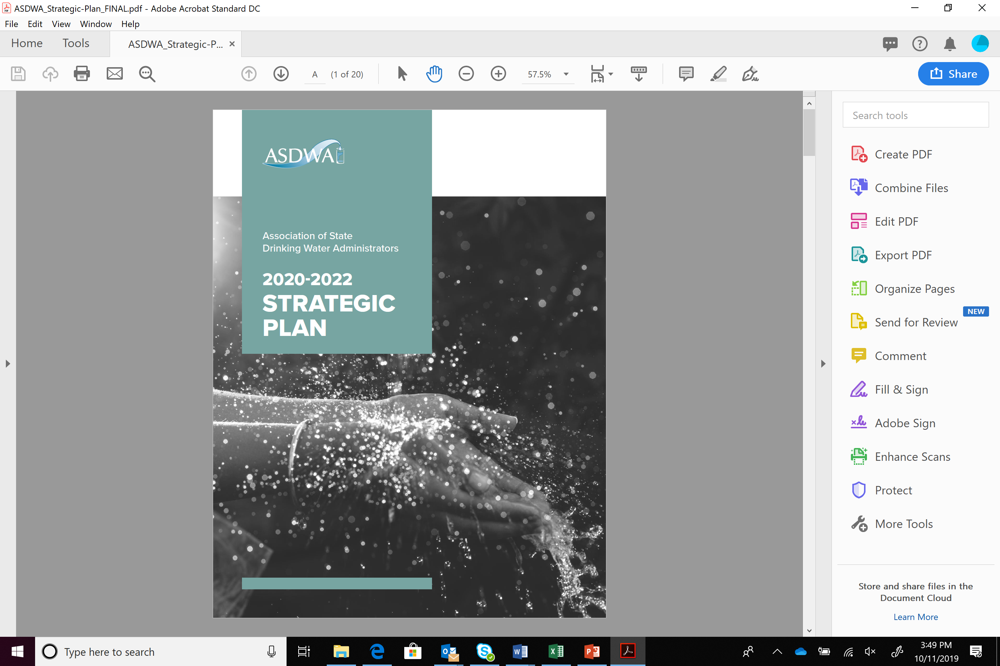 ASDWA_Strategic-Plan_FINAL.pdf - Adobe Acrobat Standard DC
File Edit View Window Help
Home Tools ASDWA_Strategic-P... ×
A (1 of 20) 57.5% Share
Search tools
Create PDF
Combine Files
Edit PDF
Export PDF
Organize Pages
NEW
Send for Review
Comment
Fill & Sign
Adobe Sign
Enhance Scans
Protect
More Tools
Store and share files in the
Document Cloud
Learn More
ASDWA
Association of State
Drinking Water Administrators
2020-2022
STRATEGIC
PLAN
Type here to search
3:49 PM
10/11/2019